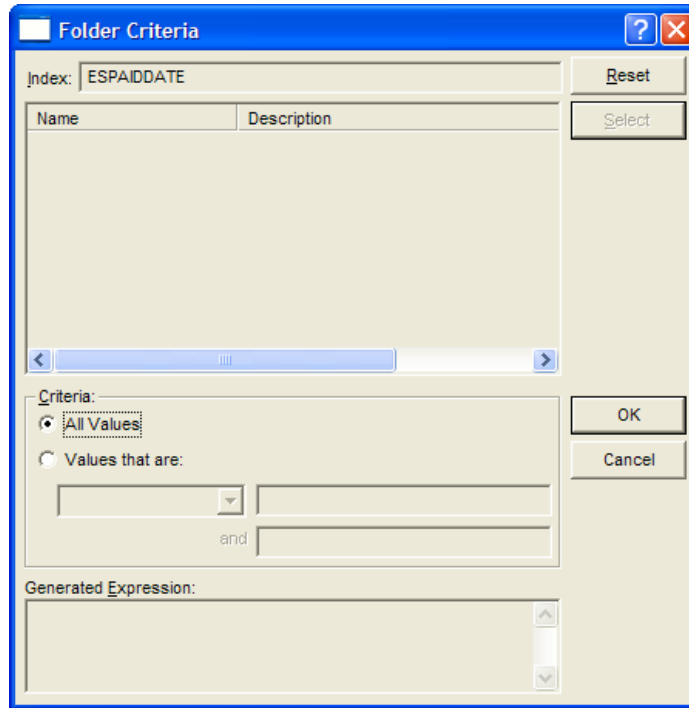 Folder Criteria
Index: ESPAIDDATE
Reset
Name Description
Select
Criteria:
All Values
OK
Values that are:
Cancel
and
Generated Expression: